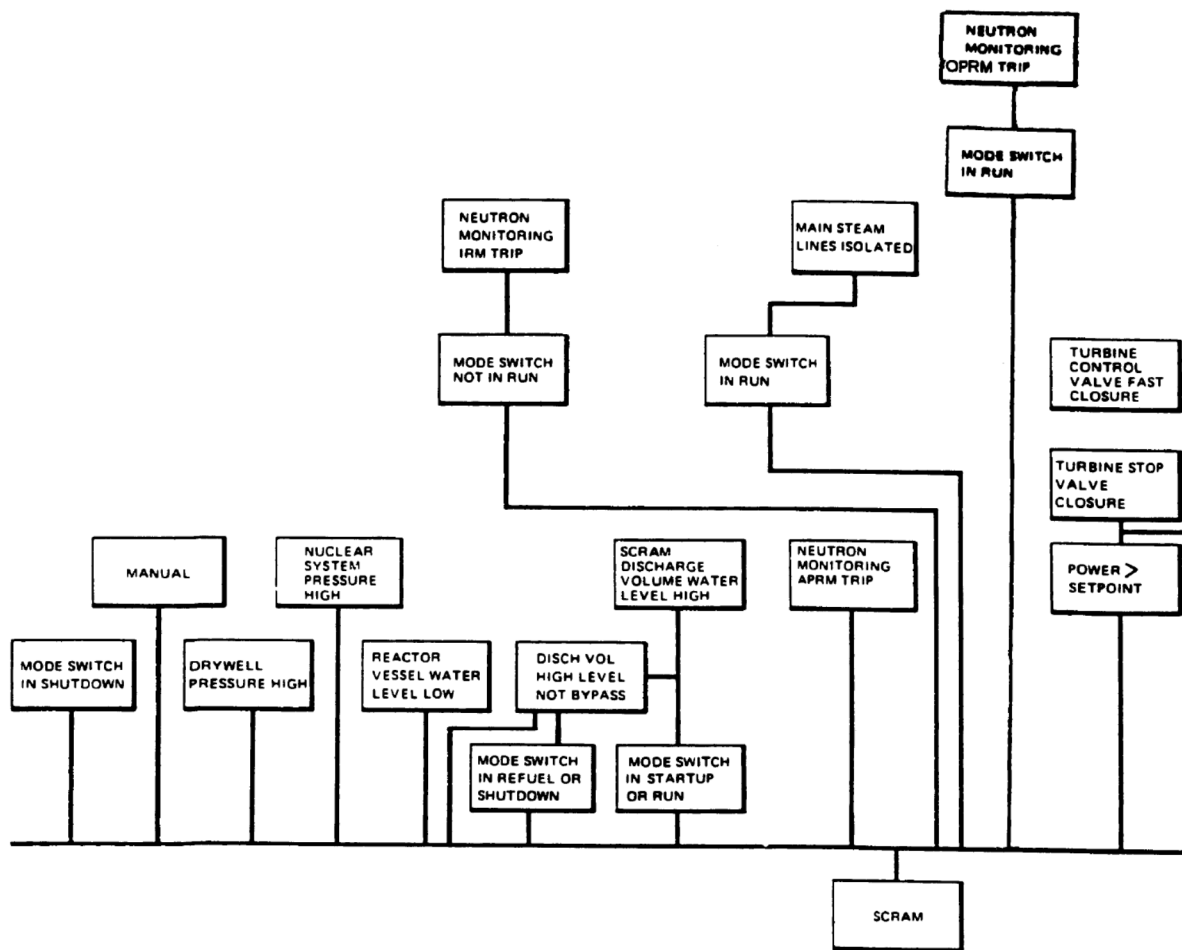 NEUTRON
MONITORING
OPRM TRIP
MODE SWITCH
IN RUN
NEUTRON
MONITORING
IRM TRIP
MAIN STEAM
LINES ISOLATED
MODE SWITCH
NOT IN RUN
MODE SWITCH
IN RUN
TURBINE
CONTROL
VALVE FAST
CLOSURE
TURBINE STOP
VALVE
CLOSURE
MANUAL
NUCLEAR
SYSTEM
PRESSURE
HIGH
SCRAM
DISCHARGE
VOLUME WATER
LEVEL HIGH
NEUTRON
MONITORING
APRM TRIP
POWER >
SETPOINT
MODE SWITCH
IN SHUTDOWN
DRYWELL
PRESSURE HIGH
REACTOR
VESSEL WATER
LEVEL LOW
DISCH VOL
HIGH LEVEL
NOT BYPASS
MODE SWITCH
IN REFUEL OR
SHUTDOWN
MODE SWITCH
IN STARTUP
OR RUN
SCRAM